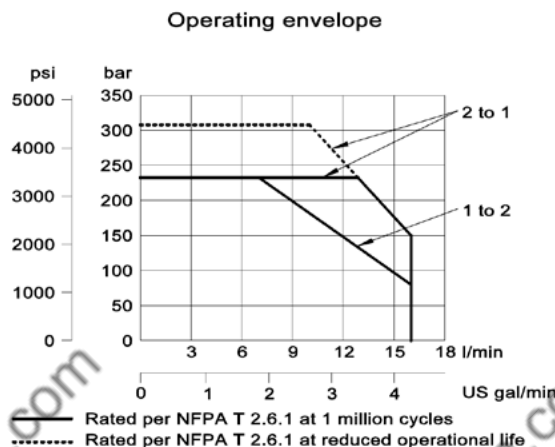 Operating envelope
psi
bar
5000
4000
3000
2000
1000
0
350
300
250
200
150
100
50
0
2 to 1
1 to 2
3 6 9 12 15 18 l/min
0 1 2 3 4 US gal/min
Rated per NFPA T 2.6.1 at 1 million cycles
Rated per NFPA T 2.6.1 at reduced operational life
com
co